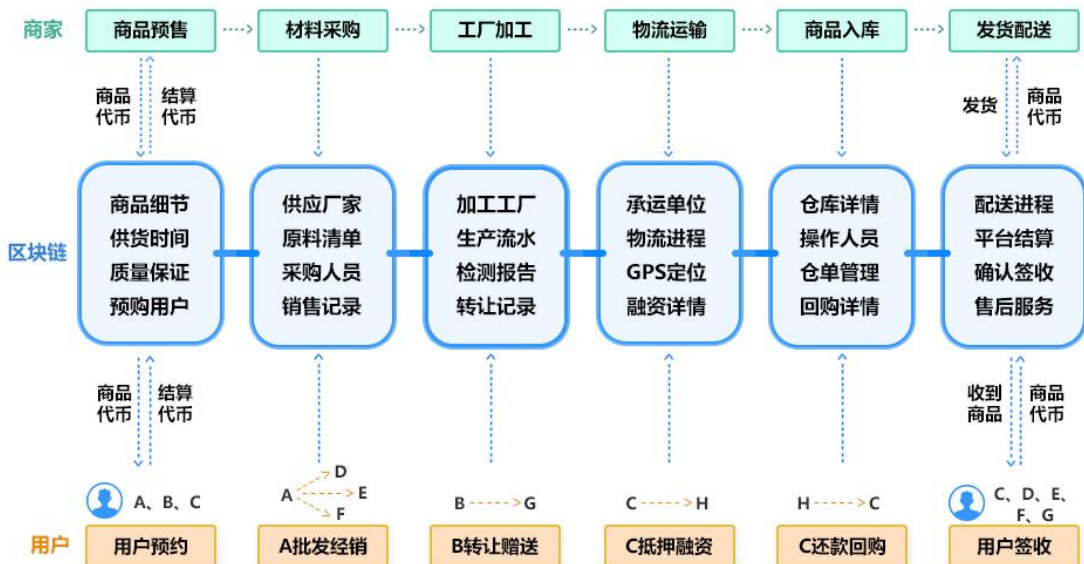 商家
商品预售
材料采购
工厂加工
物流运输
商品入库
发货配送
商品
代币
结算
代币
发货
商品
代币
区块链
商品细节
供货时间
质量保证
预购用户
供应厂家
原料清单
采购人员
销售记录
加工工厂
生产流水
检测报告
转让记录
承运单位
物流进程
GPS定位
融资详情
仓库详情
操作人员
仓单管理
回购详情
配送进程
平台结算
确认签收
售后服务
商品
代币
结算
代币
收到
商品
商品
代币
A、B、C
A
D
E
F
B
G
C
H
H
C
C、D、E、
F、G
用户
用户预约
A批发经销
B转让赠送
C抵押融资
C还款回购
用户签收